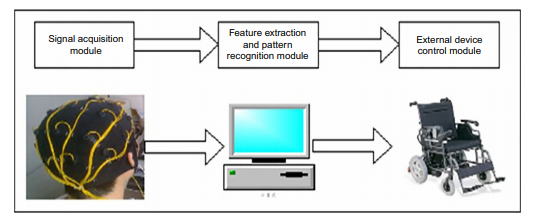 Signal acquisition
module
Feature extraction
and pattern
recognition module
External device
control module